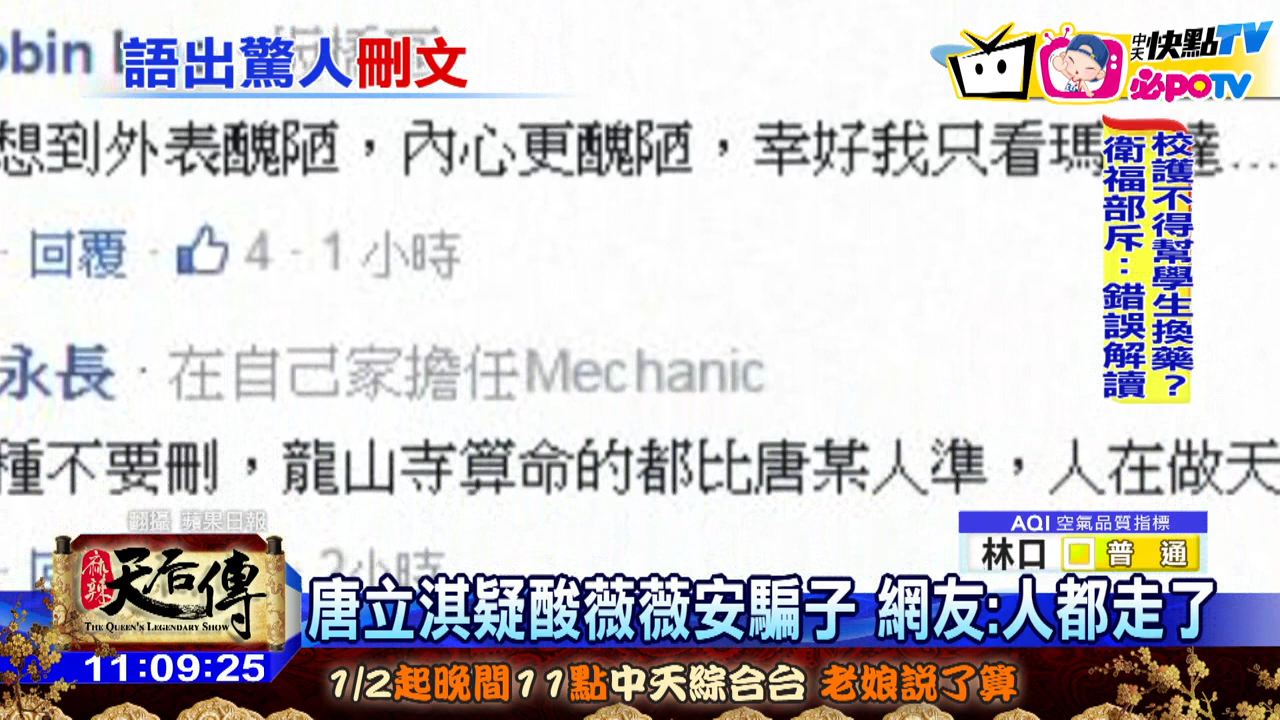 obin
語出驚人刪文
中天快點TV
必POTV
想到外表醜陋，內心更醜陋，幸好我只看瑪 達...
· 回覆 · 4 · 1 小時
永長 · 在自己家擔任Mechanic
種不要刪，龍山寺算命的都比唐某人準，人在做天
2小時
校護不得幫學生換藥？
衛福部斥：錯誤解讀
翻攝 蘋果日報
AQI 空氣品質指標
林口 普通
麻辣天后傳
THE QUEEN'S LEGENDARY SHOW
唐立淇疑酸薇薇安騙子 網友:人都走了
11:09:25
1/2起晚間11點中天綜合台 老娘說了算